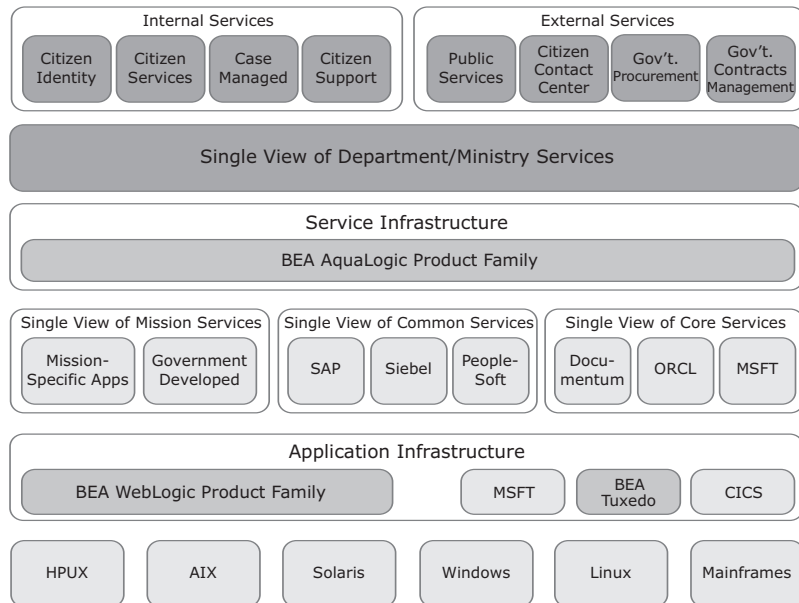 Internal Services
Citizen
Identity
Citizen
Services
Case
Managed
Citizen
Support
External Services
Public
Services
Citizen
Contact
Center
Gov't.
Procurement
Gov't.
Contracts
Management
Single View of Department/Ministry Services
Service Infrastructure
BEA AquaLogic Product Family
Single View of Mission Services
Mission-
Specific Apps
Government
Developed
Single View of Common Services
SAP
Siebel
People-
Soft
Single View of Core Services
Docu-
mentum
ORCL
MSFT
Application Infrastructure
BEA WebLogic Product Family
MSFT
BEA
Tuxedo
CICS
HPUX
AIX
Solaris
Windows
Linux
Mainframes